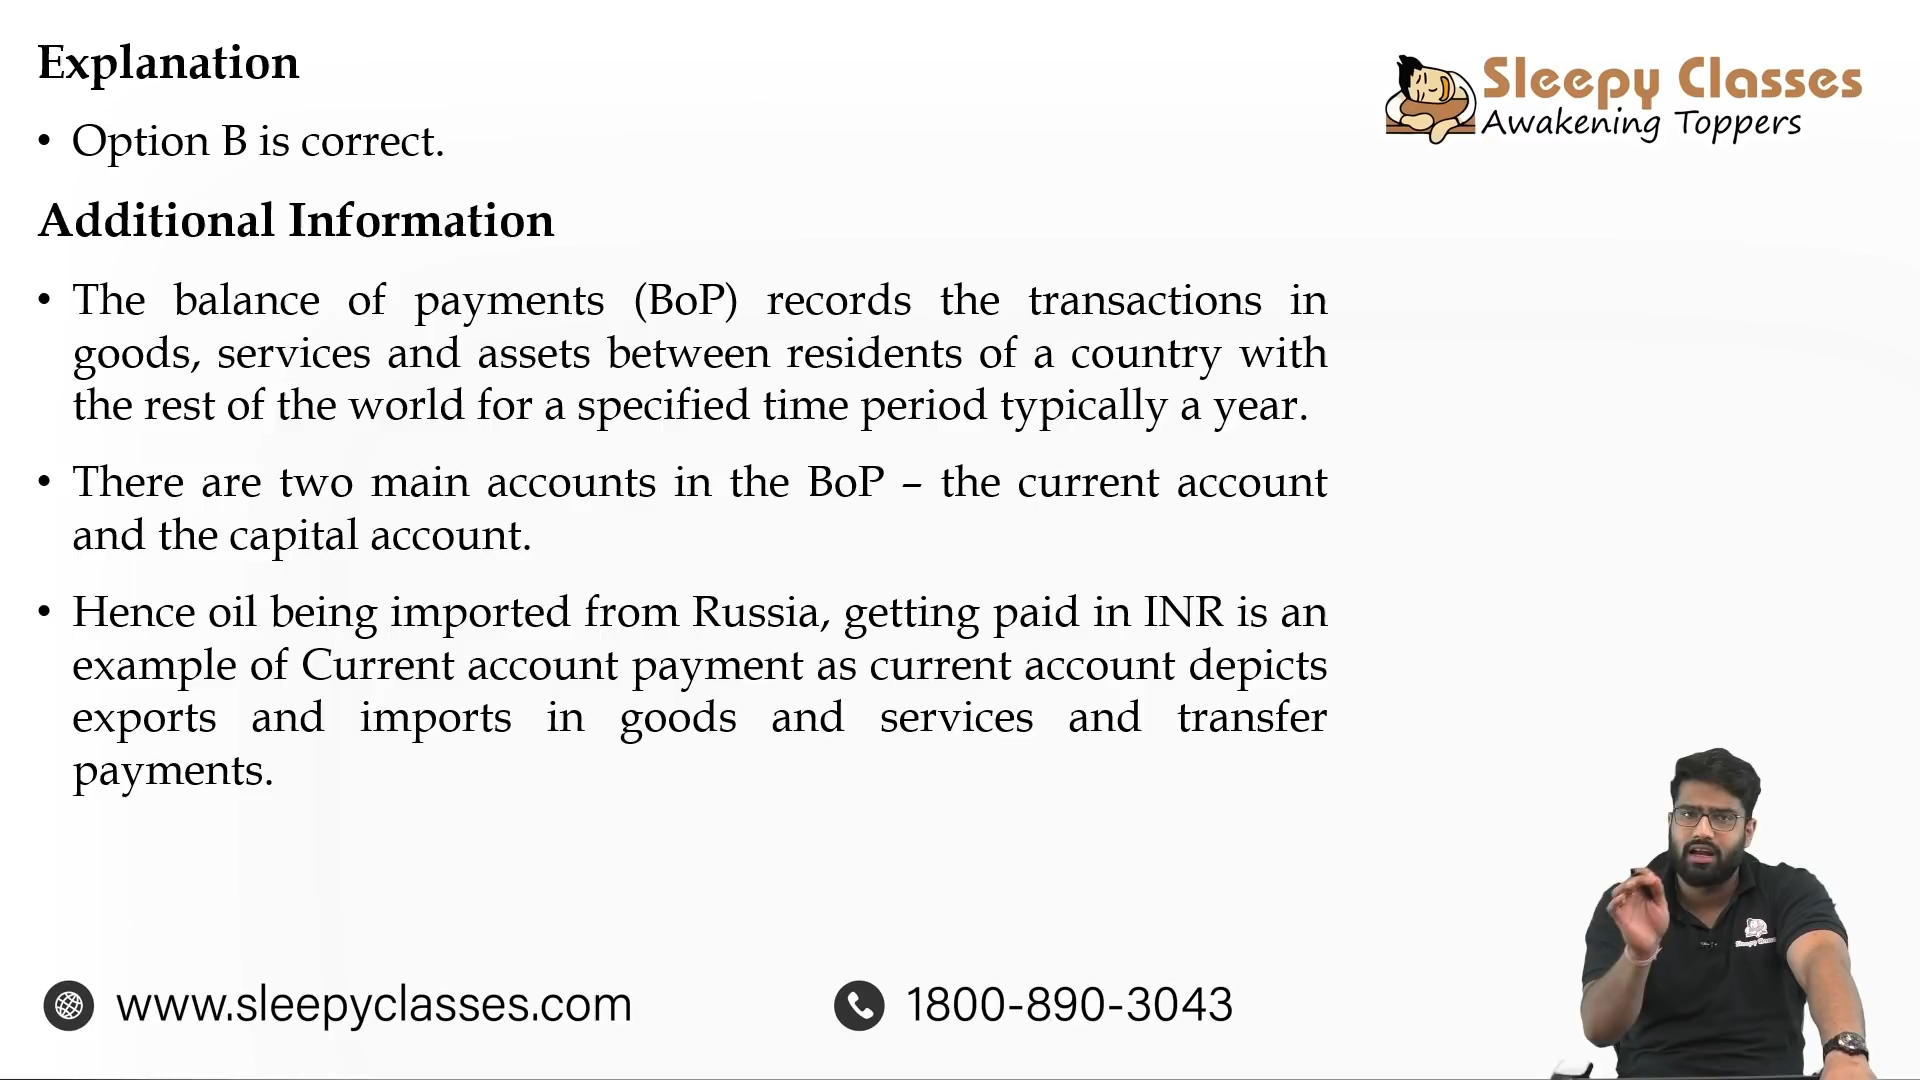 Explanation
Sleepy Classes
Awakening Toppers
• Option B is correct.
Additional Information
• The balance of payments (BoP) records the transactions in
goods, services and assets between residents of a country with
the rest of the world for a specified time period typically a year.
• There are two main accounts in the BoP – the current account
and the capital account.
• Hence oil being imported from Russia, getting paid in INR is an
example of Current account payment as current account depicts
exports and imports in goods and services and transfer
payments.
www.sleepyclasses.com
1800-890-3043